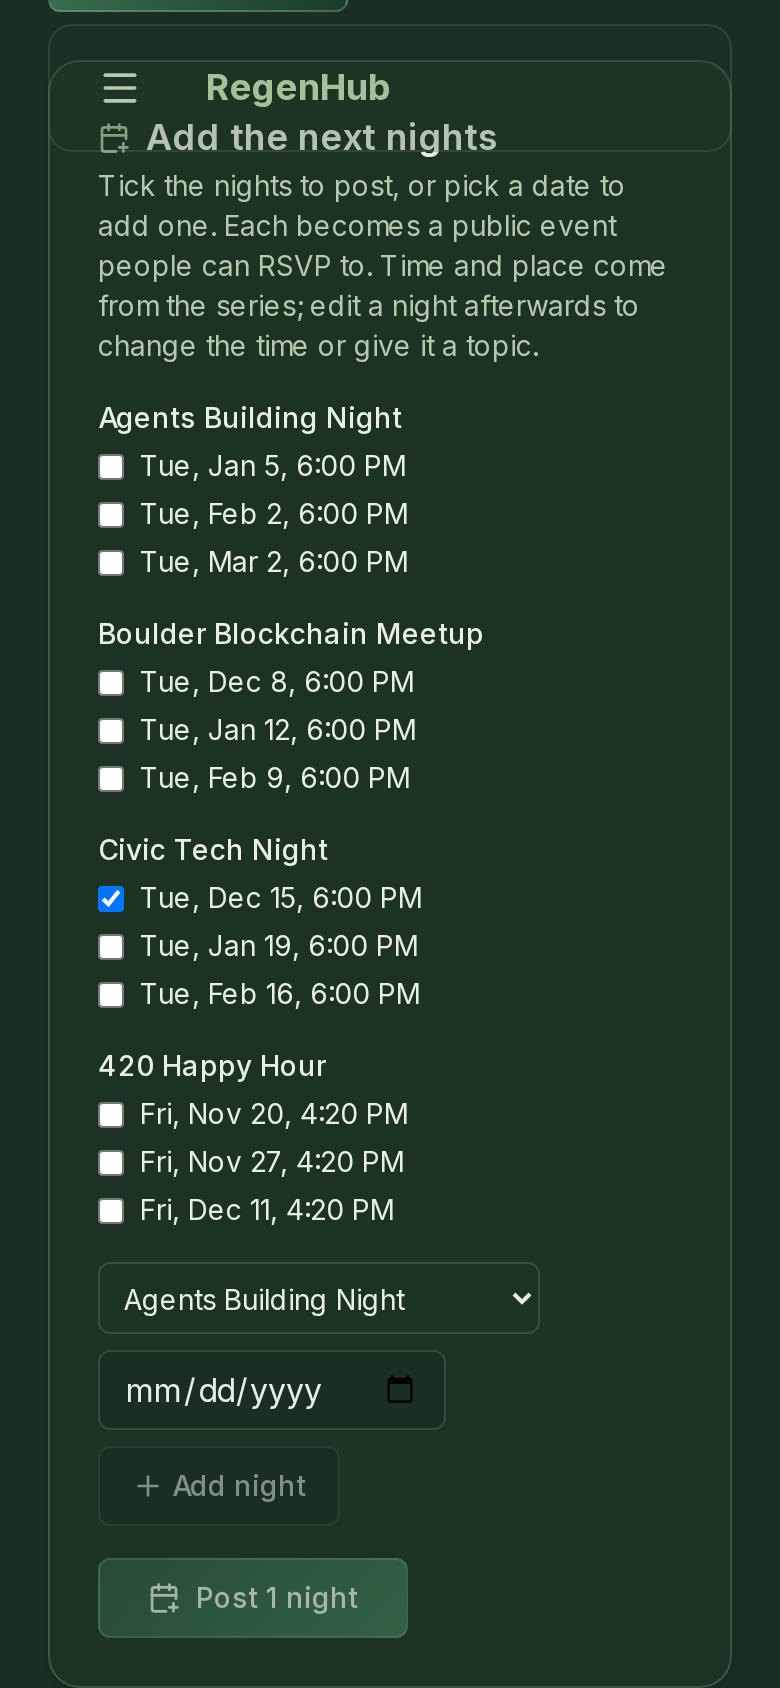 RegenHub
Add the next nights
Tick the nights to post, or pick a date to
add one. Each becomes a public event
people can RSVP to. Time and place come
from the series; edit a night afterwards to
change the time or give it a topic.
Agents Building Night
Tue, Jan 5, 6:00 PM
Tue, Feb 2, 6:00 PM
Tue, Mar 2, 6:00 PM
Boulder Blockchain Meetup
Tue, Dec 8, 6:00 PM
Tue, Jan 12, 6:00 PM
Tue, Feb 9, 6:00 PM
Civic Tech Night
Tue, Dec 15, 6:00 PM
Tue, Jan 19, 6:00 PM
Tue, Feb 16, 6:00 PM
420 Happy Hour
Fri, Nov 20, 4:20 PM
Fri, Nov 27, 4:20 PM
Fri, Dec 11, 4:20 PM
Agents Building Night
mm/dd/yyyy
Add night
Post 1 night